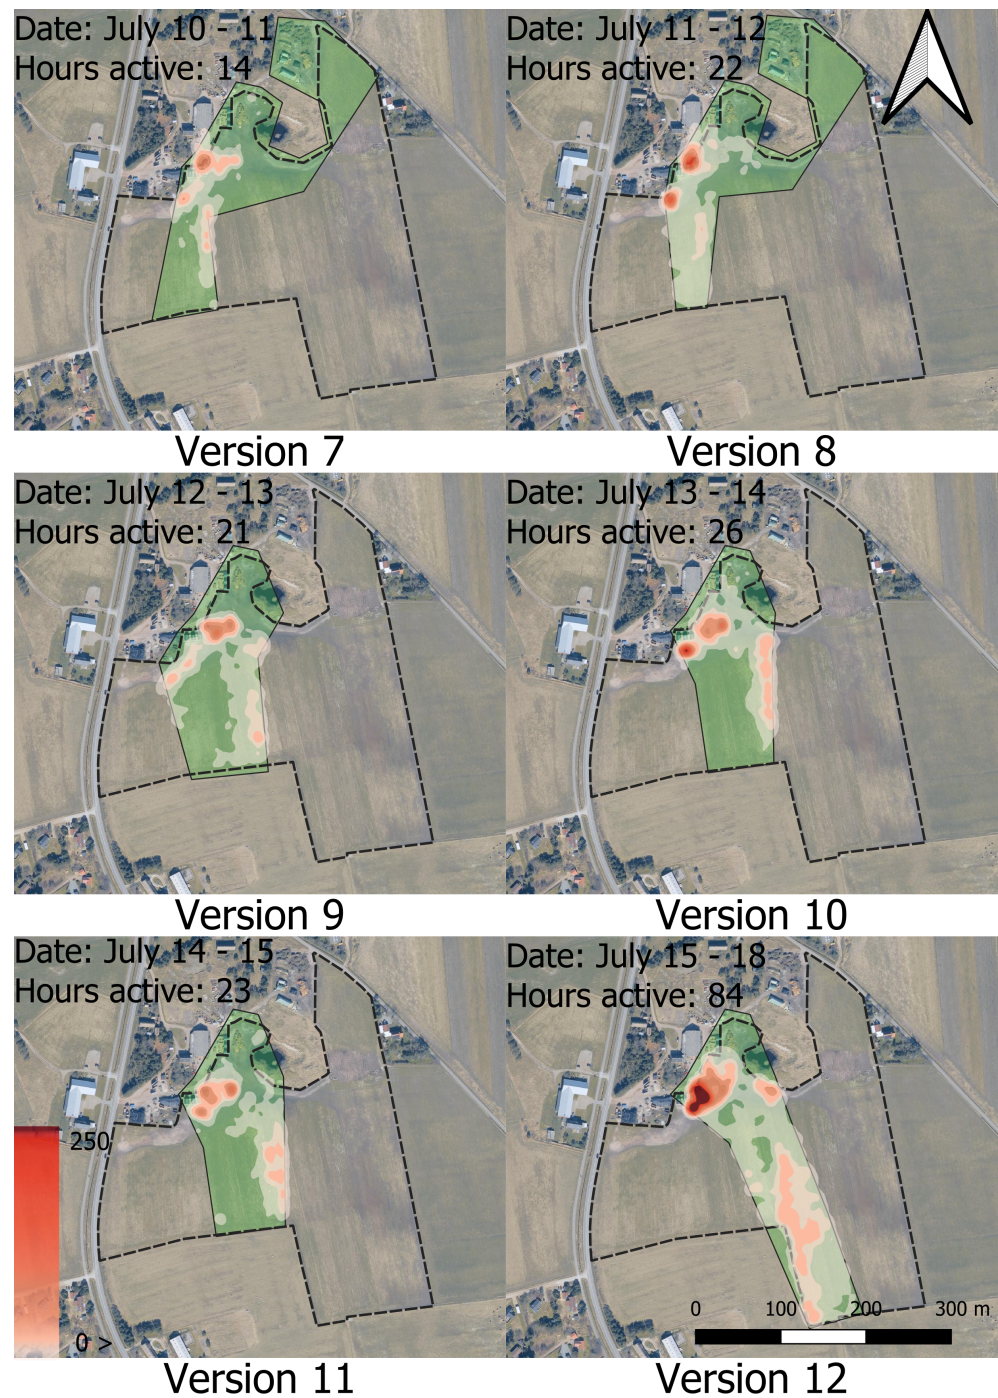 Date: July 10 - 11
Hours active: 14
Date: July 11 - 12
Hours active: 22
Version 7
Version 8
Date: July 12 - 13
Hours active: 21
Date: July 13 - 14
Hours active: 26
Version 9
Version 10
Date: July 14 - 15
Hours active: 23
Date: July 15 - 18
Hours active: 84
250
0 >
0 100 200 300 m
Version 11
Version 12